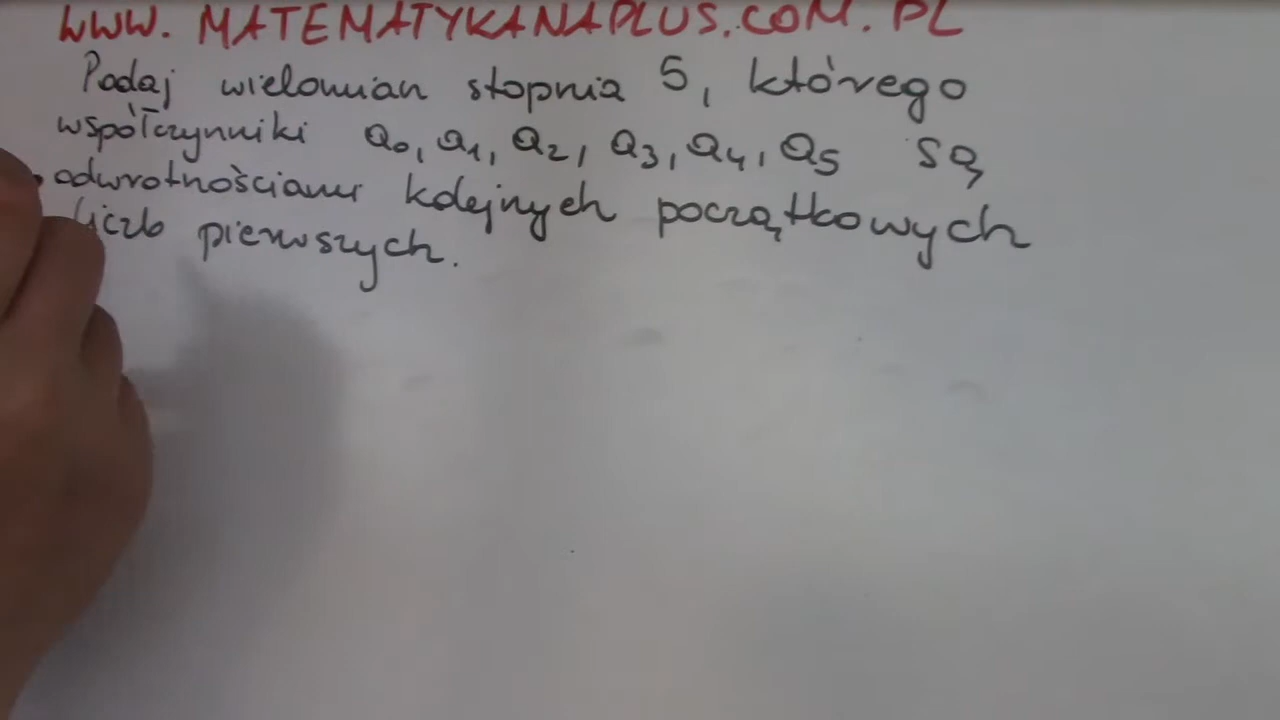 WWW. MATEMATYKANAPLUS.COM.PL
Podaj wielomian stopnia 5, którego
współczynniki a0, a1, a2, a3, a4, a5 są
odwrotnościami kolejnych początkowych
liczb pierwszych.